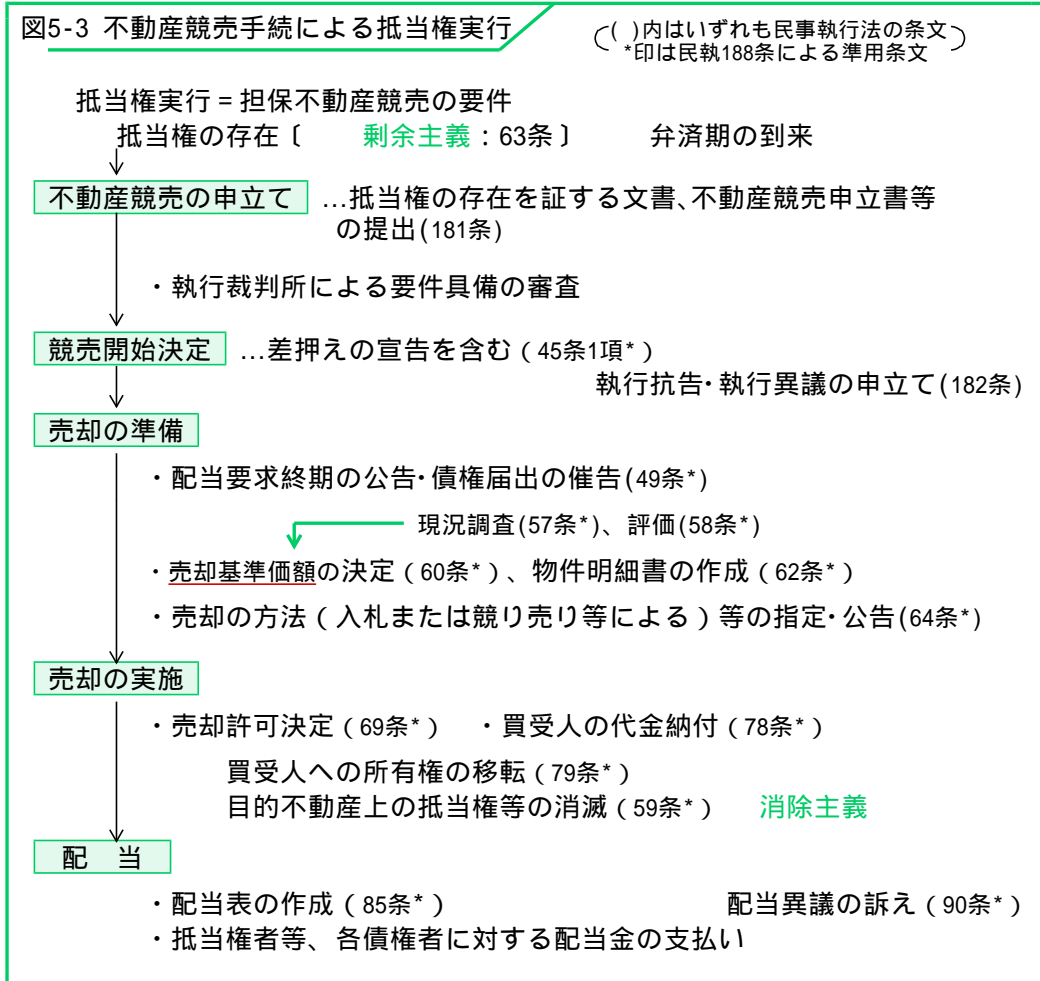 図5-3 不動産競売手続による抵当権実行
( )内はいずれも民事執行法の条文
*印は民執188条による準用条文
抵当権実行＝担保不動産競売の要件
抵当権の存在〔 剰余主義：63条〕 弁済期の到来
不動産競売の申立て …抵当権の存在を証する文書、不動産競売申立書等
の提出(181条)
・執行裁判所による要件具備の審査
競売開始決定 …差押えの宣告を含む（45条1項*）
執行抗告・執行異議の申立て(182条)
売却の準備
・配当要求終期の公告・債権届出の催告(49条*)
現況調査(57条*)、評価(58条*)
・売却基準価額の決定（60条*）、物件明細書の作成（62条*）
・売却の方法（入札または競り売り等による）等の指定・公告(64条*)
売却の実施
・売却許可決定（69条*） ・買受人の代金納付（78条*）
買受人への所有権の移転（79条*）
目的不動産上の抵当権等の消滅（59条*） 消除主義
配　当
・配当表の作成（85条*） 配当異議の訴え（90条*）
・抵当権者等、各債権者に対する配当金の支払い